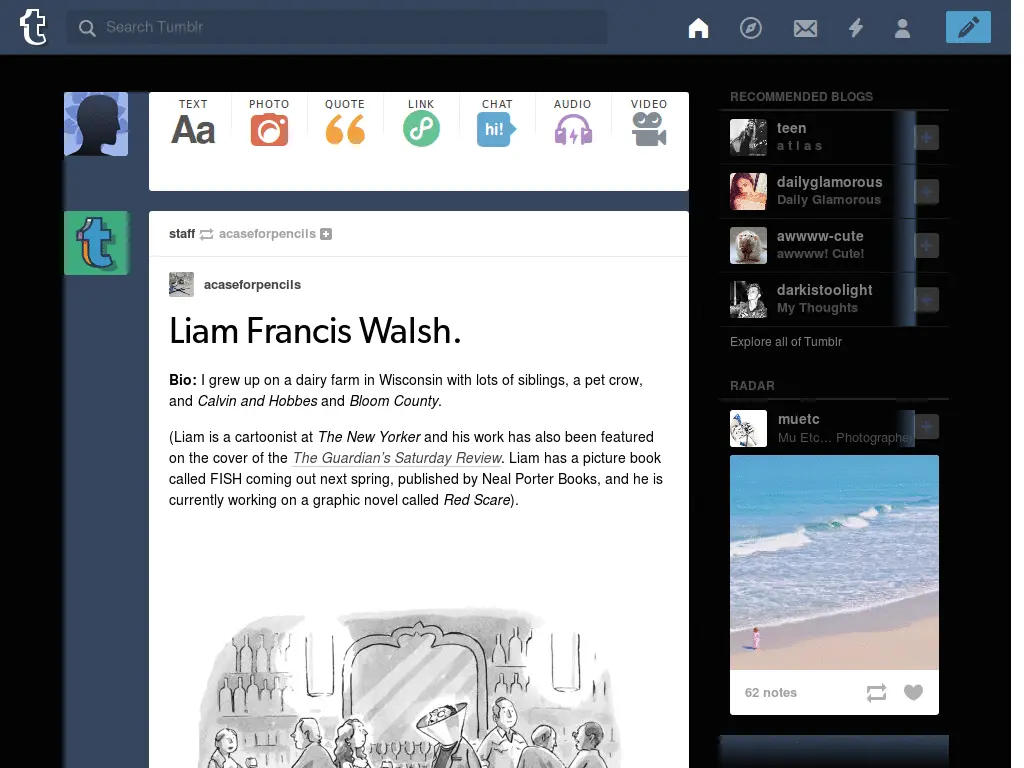 Search Tumblr
TEXT PHOTO QUOTE LINK CHAT AUDIO VIDEO
Aa hi!
staff acaseforpencils
acaseforpencils
Liam Francis Walsh.
Bio: I grew up on a dairy farm in Wisconsin with lots of siblings, a pet crow,
and Calvin and Hobbes and Bloom County.
(Liam is a cartoonist at The New Yorker and his work has also been featured
on the cover of the The Guardian's Saturday Review. Liam has a picture book
called FISH coming out next spring, published by Neal Porter Books, and he is
currently working on a graphic novel called Red Scare).
RECOMMENDED BLOGS
teen
a t l a s
dailyglamorous
Daily Glamorous
awwww-cute
awwww! Cute!
darkistoolight
My Thoughts
Explore all of Tumblr
RADAR
muetc
Mu Etc... Photography
62 notes